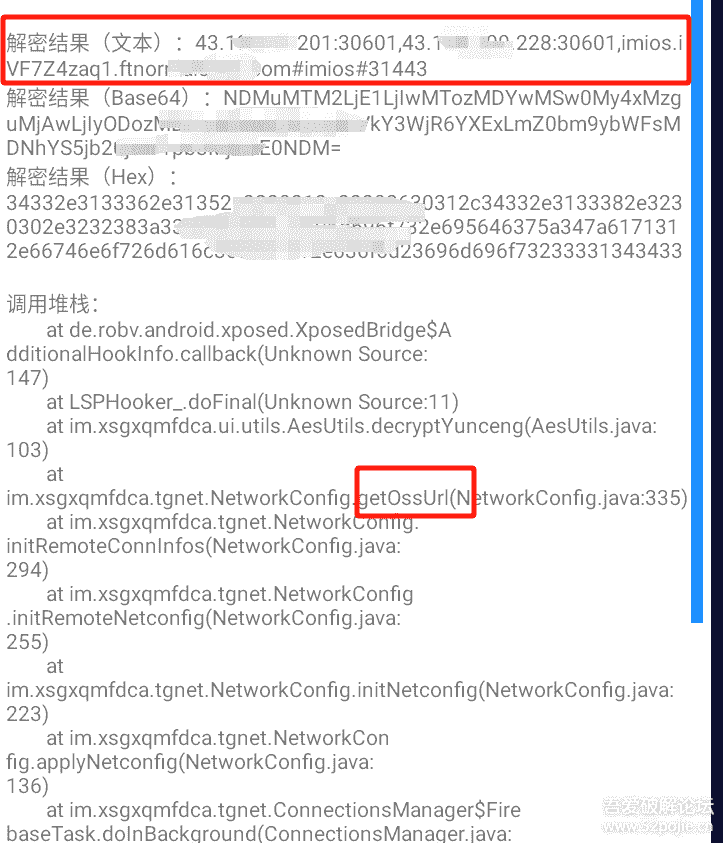 解密结果（文本）：43.1 201:30601,43.1 .228:30601,imios.i
VF7Z4zaq1.ftnor com#imios#31443
解密结果（Base64）：NDMuMTM2LjE1LjIwMTozMDYwMSw0My4xMzg
uMjAwLjIyODozM kY3WjR6YXExLmZ0bm9ybWFsM
DNhYS5jb20 E0NDM=
解密结果（Hex）：
34332e3133362e31352 630312c34332e3133382e3230
302e3232383a33 732e695646375a347a617131
2e66746e6f726d616c 6d23696d696f73233331343433
调用堆栈：
at de.robv.android.xposed.XposedBridge$A
dditionalHookInfo.callback(Unknown Source:
147)
at LSPHooker_.doFinal(Unknown Source:11)
at im.xsgxqmfdca.ui.utils.AesUtils.decryptYunceng(AesUtils.java:
103)
at
im.xsgxqmfdca.tgnet.NetworkConfig.getOssUrl(NetworkConfig.java:335)
at im.xsgxqmfdca.tgnet.NetworkConfig.
initRemoteConnInfos(NetworkConfig.java:
294)
at im.xsgxqmfdca.tgnet.NetworkConfig
.initRemoteNetconfig(NetworkConfig.java:
255)
at
im.xsgxqmfdca.tgnet.NetworkConfig.initNetconfig(NetworkConfig.java:
223)
at im.xsgxqmfdca.tgnet.NetworkCon
fig.applyNetconfig(NetworkConfig.java:
136)
at im.xsgxqmfdca.tgnet.ConnectionsManager$Fire
baseTask.doInBackground(ConnectionsManager.java:
吾爱破解论坛
www.52pojie.cn